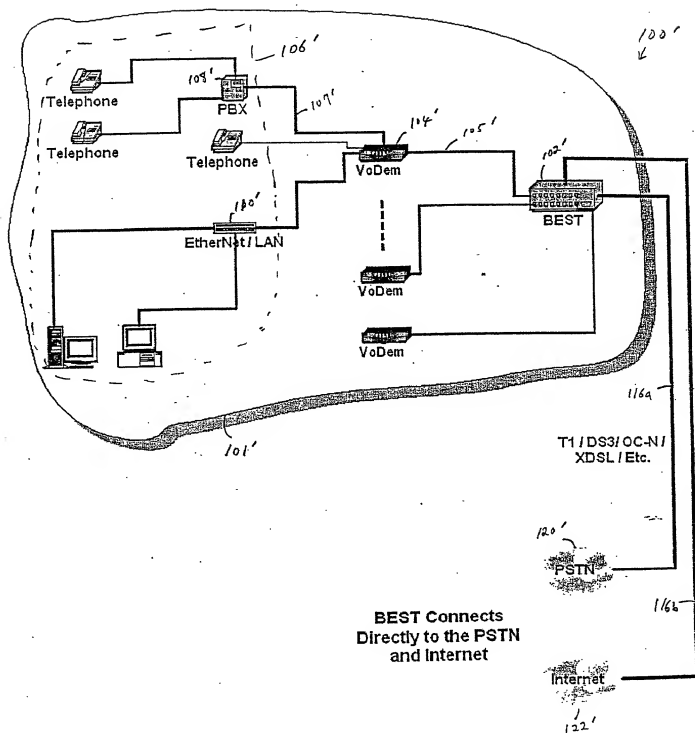 100'
106'
108'
Telephone
PBX
107'
104'
105'
102'
Telephone
Telephone
VoDem
BEST
180'
EtherNet / LAN
VoDem
VoDem
116a
101'
T1 / DS3/ OC-N /
XDSL / Etc.
120'
PSTN
116b
BEST Connects
Directly to the PSTN
and Internet
Internet
122'